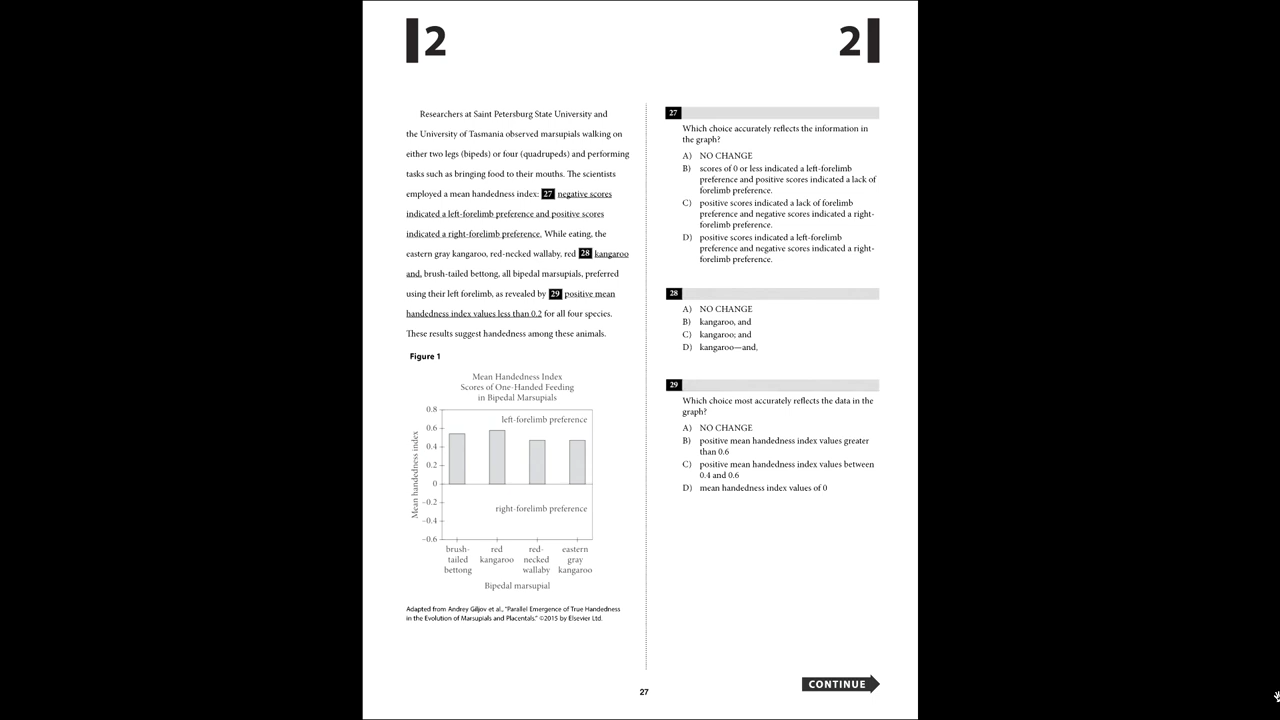 2
2
Researchers at Saint Petersburg State University and
the University of Tasmania observed marsupials walking on
either two legs (bipeds) or four (quadrupeds) and performing
tasks such as bringing food to their mouths. The scientists
employed a mean handedness index: 27 negative scores
indicated a left-forelimb preference and positive scores
indicated a right-forelimb preference. While eating, the
eastern gray kangaroo, red-necked wallaby, red 28 kangaroo
and, brush-tailed bettong, all bipedal marsupials, preferred
using their left forelimb, as revealed by 29 positive mean
handedness index values less than 0.2 for all four species.
These results suggest handedness among these animals.
Figure 1
Mean Handedness Index
Scores of One-Handed Feeding
in Bipedal Marsupials
Mean handedness index
0.8
0.6
0.4
0.2
0
–0.2
–0.4
–0.6
left-forelimb preference
right-forelimb preference
brush-
tailed
bettong
red
kangaroo
red-
necked
wallaby
eastern
gray
kangaroo
Bipedal marsupial
Adapted from Andrey Giljov et al., "Parallel Emergence of True Handedness
in the Evolution of Marsupials and Placentals." ©2015 by Elsevier Ltd.
27
Which choice accurately reflects the information in
the graph?
A) NO CHANGE
B) scores of 0 or less indicated a left-forelimb
preference and positive scores indicated a lack of
forelimb preference.
C) positive scores indicated a lack of forelimb
preference and negative scores indicated a right-
forelimb preference.
D) positive scores indicated a left-forelimb
preference and negative scores indicated a right-
forelimb preference.
28
A) NO CHANGE
B) kangaroo, and
C) kangaroo; and
D) kangaroo—and,
29
Which choice most accurately reflects the data in the
graph?
A) NO CHANGE
B) positive mean handedness index values greater
than 0.6
C) positive mean handedness index values between
0.4 and 0.6
D) mean handedness index values of 0
27
CONTINUE